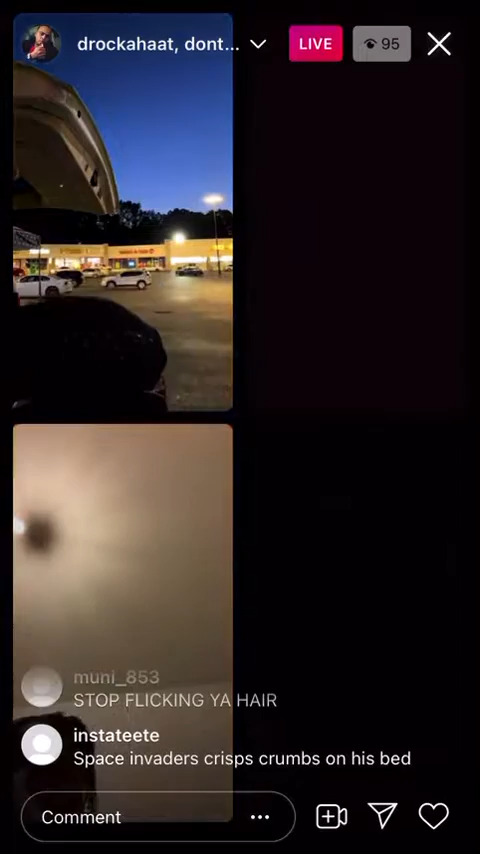 drockahaat, dont...
LIVE
95
muni_853
STOP FLICKING YA HAIR
instateete
Space invaders crisps crumbs on his bed
Comment